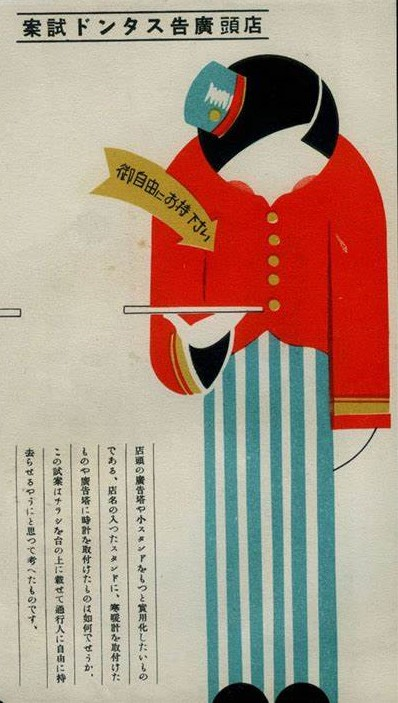 店頭廣告スタンド試案
御自由にお持下さい
店頭の廣告塔や小スタンドをもつと實用化したいもの
である、店名の入つたスタンドに、寒暖計を取付けた
ものや廣告塔に時計を取付けたものは如何でせうか、
この試案はチラシを台の上に載せて通行人に自由に持
去らせるやうにと思つて考へたものです、